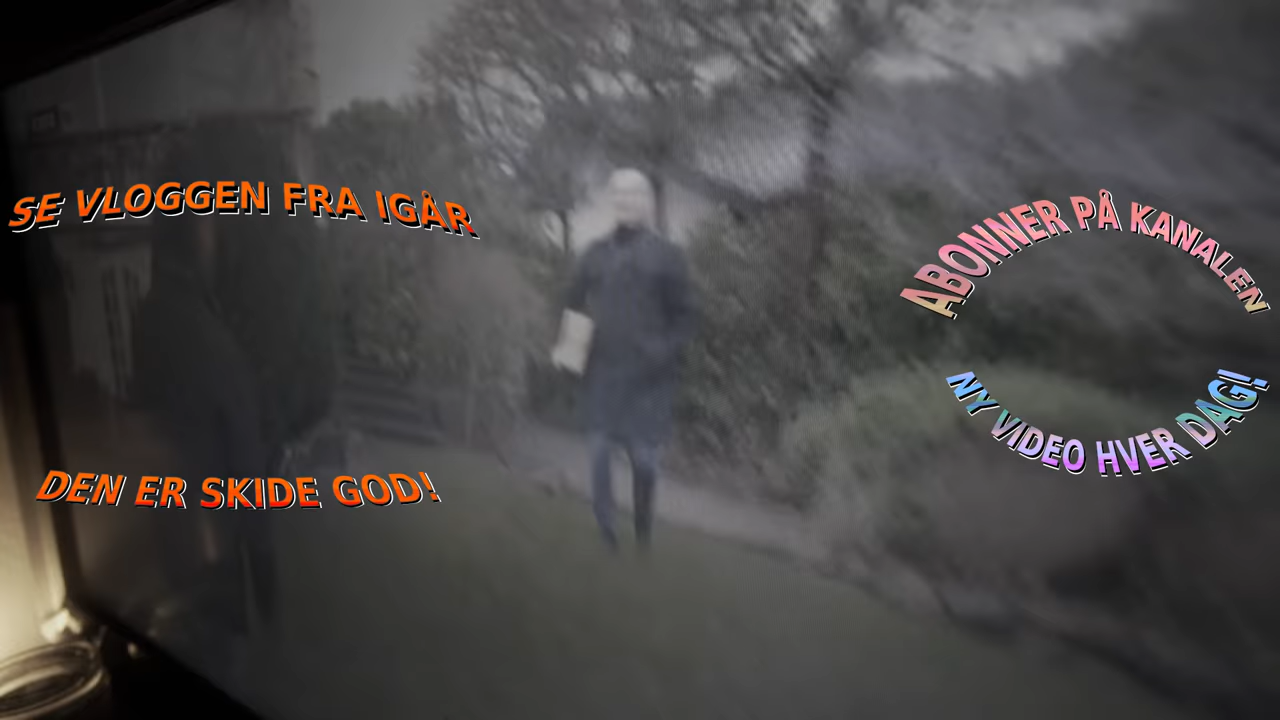 SE VLOGGEN FRA IGÅR
DEN ER SKIDE GOD!
ABONNER PÅ KANALEN
NY VIDEO HVER DAG!